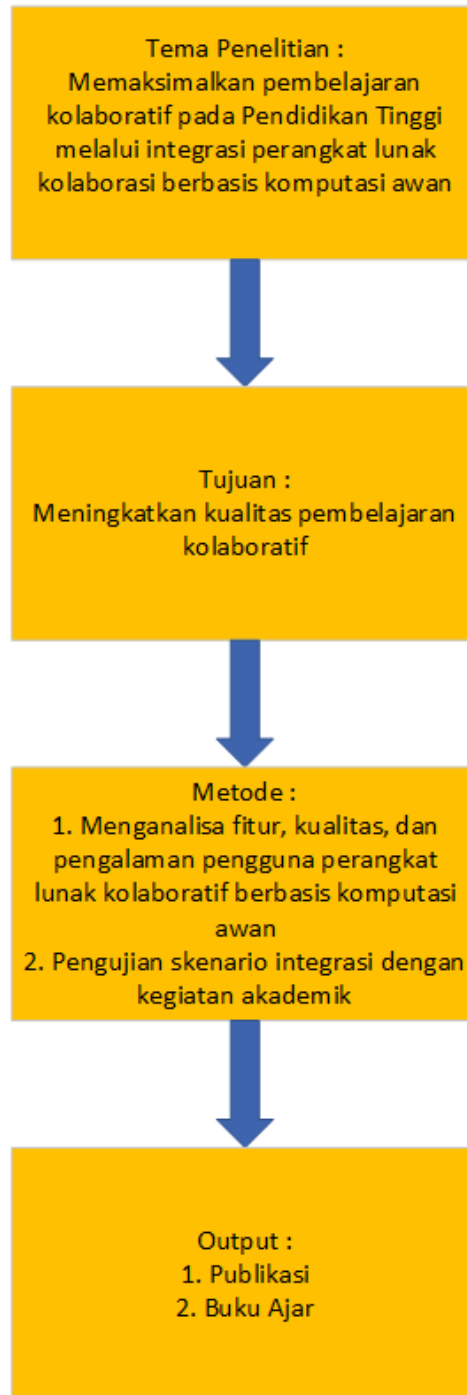 Tema Penelitian :
Memaksimalkan pembelajaran
kolaboratif pada Pendidikan Tinggi
melalui integrasi perangkat lunak
kolaborasi berbasis komputasi awan
Tujuan :
Meningkatkan kualitas pembelajaran
kolaboratif
Metode :
1. Menganalisa fitur, kualitas, dan
pengalaman pengguna perangkat
lunak kolaboratif berbasis komputasi
awan
2. Pengujian skenario integrasi dengan
kegiatan akademik
Output :
1. Publikasi
2. Buku Ajar